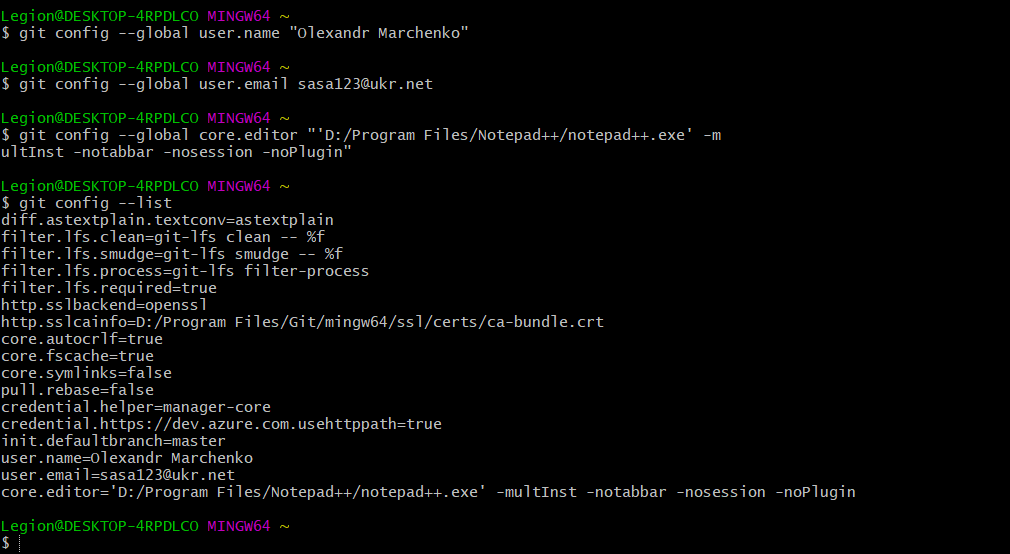 Legion@DESKTOP-4RPDLCO MINGW64 ~
$ git config --global user.name "Olexandr Marchenko"
Legion@DESKTOP-4RPDLCO MINGW64 ~
$ git config --global user.email sasa123@ukr.net
Legion@DESKTOP-4RPDLCO MINGW64 ~
$ git config --global core.editor "'D:/Program Files/Notepad++/notepad++.exe' -m
ultInst -notabbar -nosession -noPlugin"
Legion@DESKTOP-4RPDLCO MINGW64 ~
$ git config --list
diff.astextplain.textconv=astextplain
filter.lfs.clean=git-lfs clean -- %f
filter.lfs.smudge=git-lfs smudge -- %f
filter.lfs.process=git-lfs filter-process
filter.lfs.required=true
http.sslbackend=openssl
http.sslcainfo=D:/Program Files/Git/mingw64/ssl/certs/ca-bundle.crt
core.autocrlf=true
core.fscache=true
core.symlinks=false
pull.rebase=false
credential.helper=manager-core
credential.https://dev.azure.com.usehttppath=true
init.defaultbranch=master
user.name=Olexandr Marchenko
user.email=sasa123@ukr.net
core.editor='D:/Program Files/Notepad++/notepad++.exe' -multInst -notabbar -nosession -noPlugin
Legion@DESKTOP-4RPDLCO MINGW64 ~
$